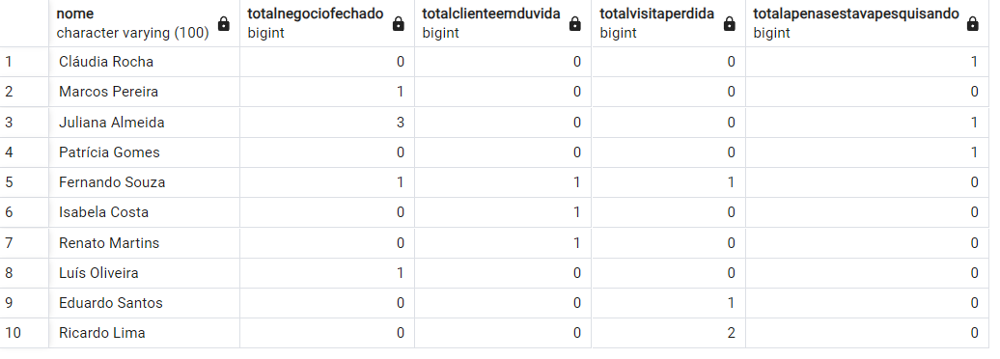 nome totalnegociofechado totalclienteemduvida totalvisitaperdida totalapenasestavapesquisando
character varying (100) bigint bigint bigint bigint
1 Cláudia Rocha 0 0 0 1
2 Marcos Pereira 1 0 0 0
3 Juliana Almeida 3 0 0 1
4 Patrícia Gomes 0 0 0 1
5 Fernando Souza 1 1 1 0
6 Isabela Costa 0 1 0 0
7 Renato Martins 0 1 0 0
8 Luís Oliveira 1 0 0 0
9 Eduardo Santos 0 0 1 0
10 Ricardo Lima 0 0 2 0